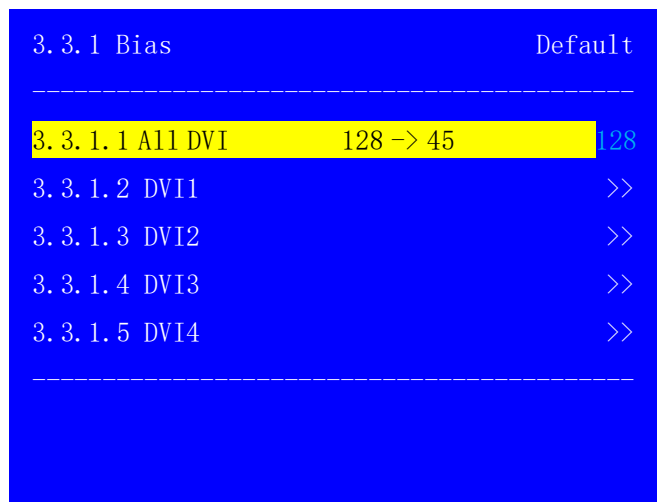 3.3.1 Bias Default
3.3.1.1 All DVI 128 -> 45 128
3.3.1.2 DVI1 >>
3.3.1.3 DVI2 >>
3.3.1.4 DVI3 >>
3.3.1.5 DVI4 >>